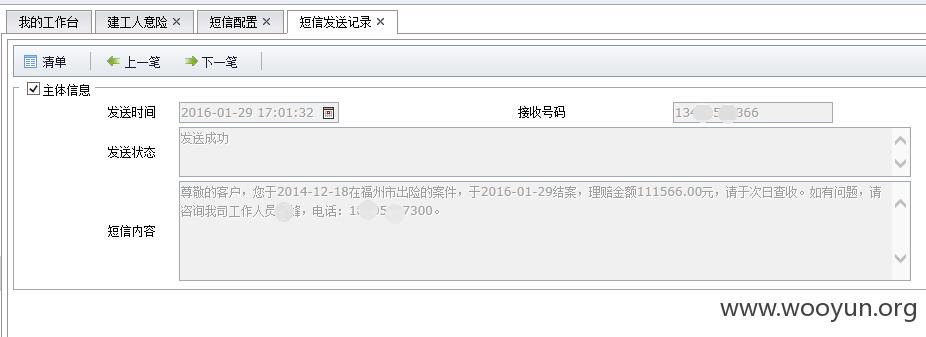 我的工作台 建工人意险 短信配置 短信发送记录
清单 上一笔 下一笔
主体信息
发送时间 2016-01-29 17:01:32 接收号码 134 5 366
发送状态 发送成功
尊敬的客户，您于2014-12-18在福州市出险的案件，于2016-01-29结案，理赔金额111566.00元，请于次日查收。如有问题，请
咨询我司工作人员 锋，电话：13 05 7300。
短信内容
www.wooyun.org